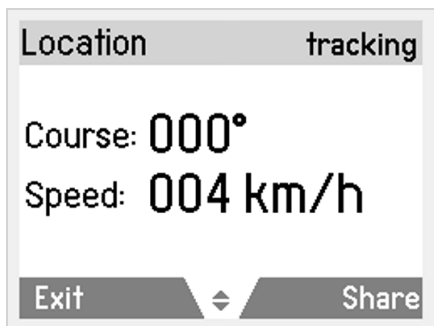 Location tracking
Course: 000°
Speed: 004 km/h
Exit Share